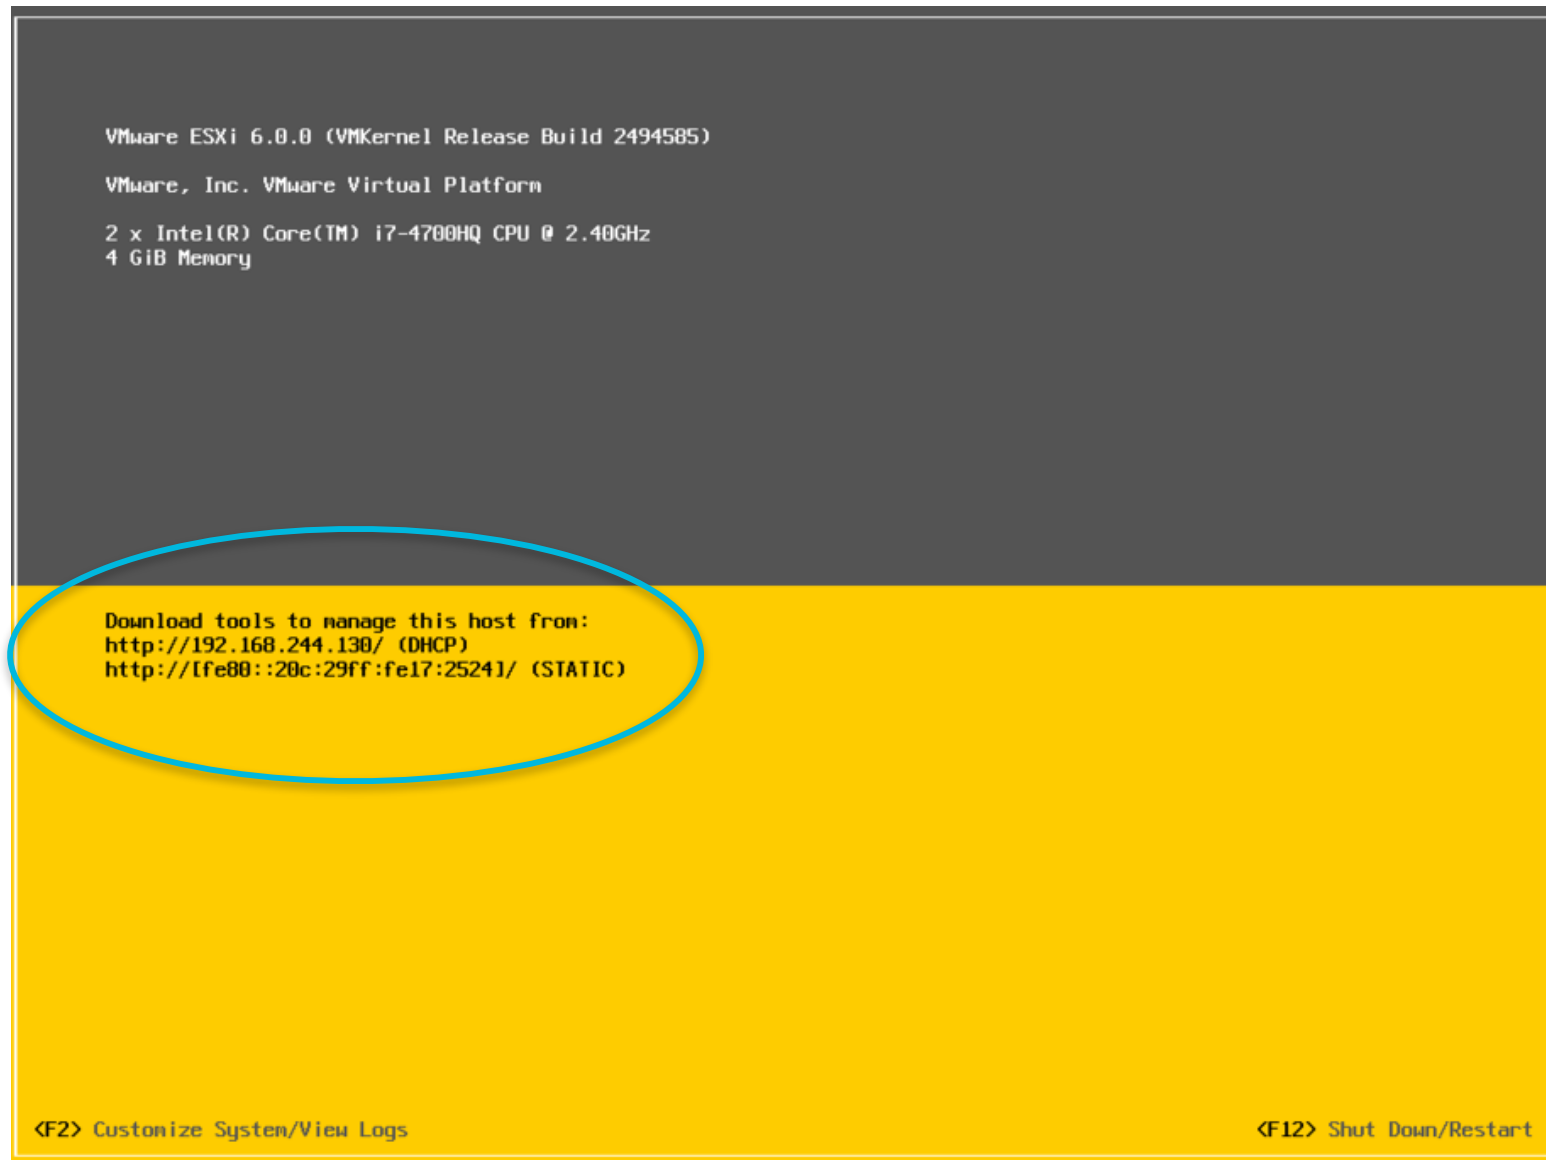 VMware ESXi 6.0.0 (VMKernel Release Build 2494585)
VMware, Inc. VMware Virtual Platform
2 x Intel(R) Core(TM) i7-4700HQ CPU @ 2.40GHz
4 GiB Memory
Download tools to manage this host from:
http://192.168.244.130/ (DHCP)
http://[fe80::20c:29ff:fe17:2524]/ (STATIC)
<F2> Customize System/View Logs
<F12> Shut Down/Restart